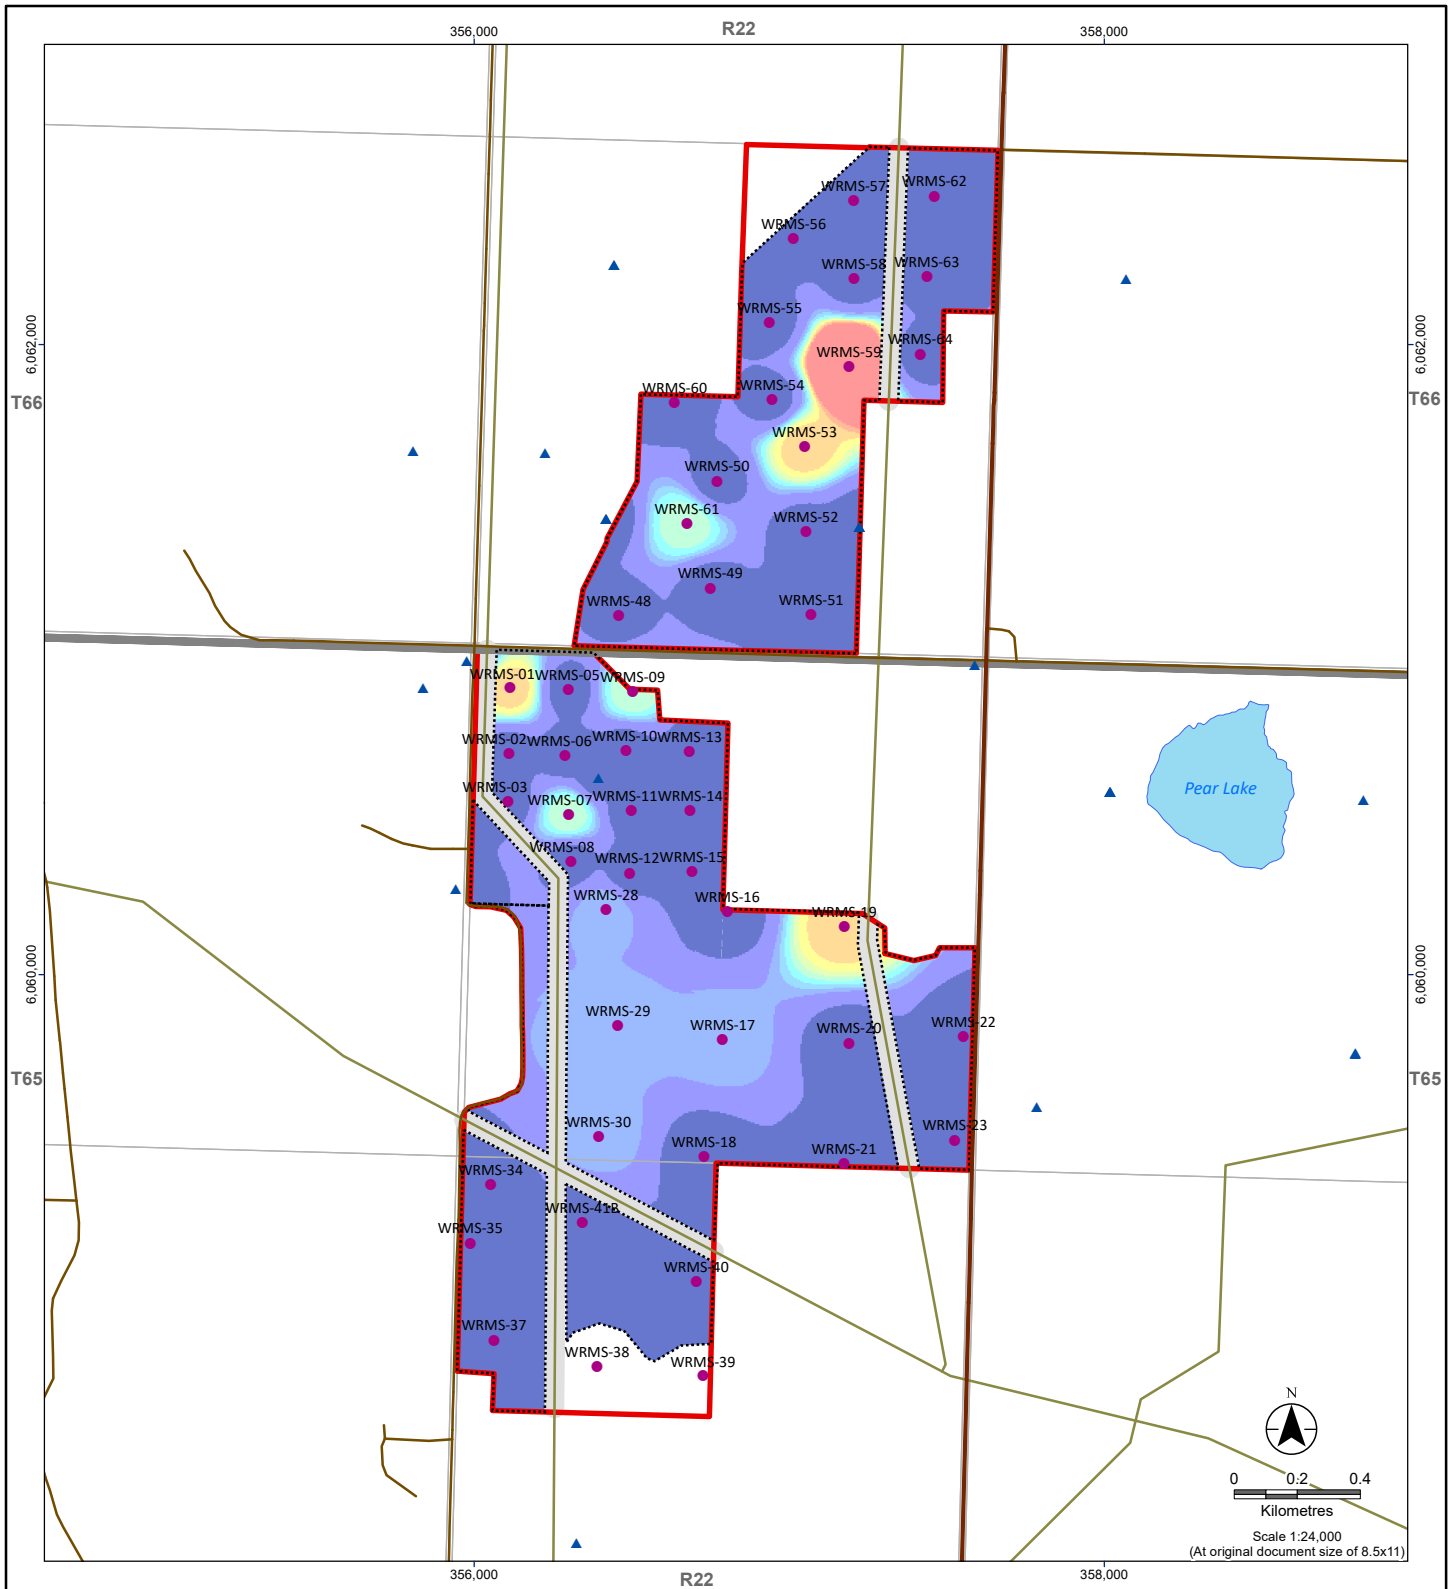 R22
356,000
358,000
WRMS-57
WRMS-62
WRMS-56
WRMS-58
WRMS-63
WRMS-55
6,062,000
6,062,000
WRMS-64
WRMS-59
WRMS-60
WRMS-54
T66
T66
WRMS-53
WRMS-50
WRMS-61
WRMS-52
WRMS-49
WRMS-48
WRMS-51
WRMS-01
WRMS-05
WRMS-09
WRMS-02
WRMS-06
WRMS-10
WRMS-13
WRMS-03
WRMS-07
WRMS-11
WRMS-14
Pear Lake
WRMS-08
WRMS-12
WRMS-15
WRMS-28
WRMS-16
WRMS-19
6,060,000
6,060,000
WRMS-29
WRMS-17
WRMS-20
WRMS-22
T65
T65
WRMS-30
WRMS-18
WRMS-21
WRMS-23
WRMS-34
WRMS-41B
WRMS-35
WRMS-40
WRMS-37
WRMS-38
WRMS-39
N
0 0.2 0.4
Kilometres
Scale 1:24,000
(At original document size of 8.5x11)
356,000
R22
358,000